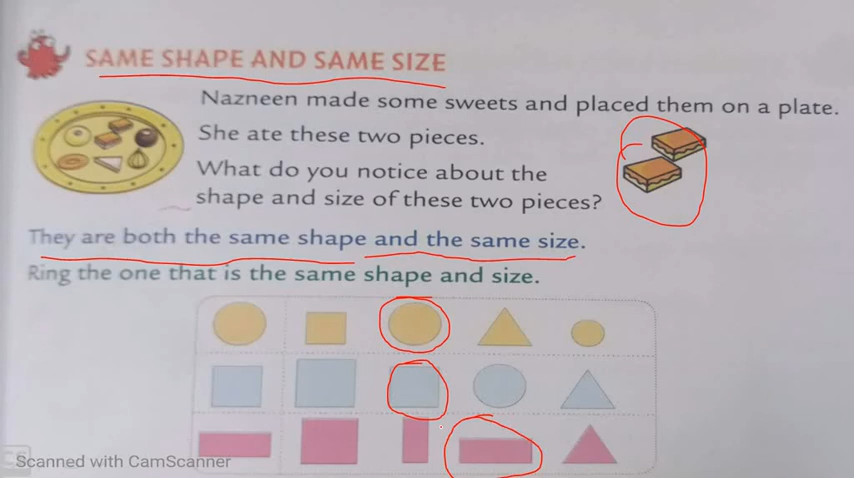 SAME SHAPE AND SAME SIZE
Nazneen made some sweets and placed them on a plate.
She ate these two pieces.
What do you notice about the
shape and size of these two pieces?
They are both the same shape and the same size.
Ring the one that is the same shape and size.
CS Scanned with CamScanner